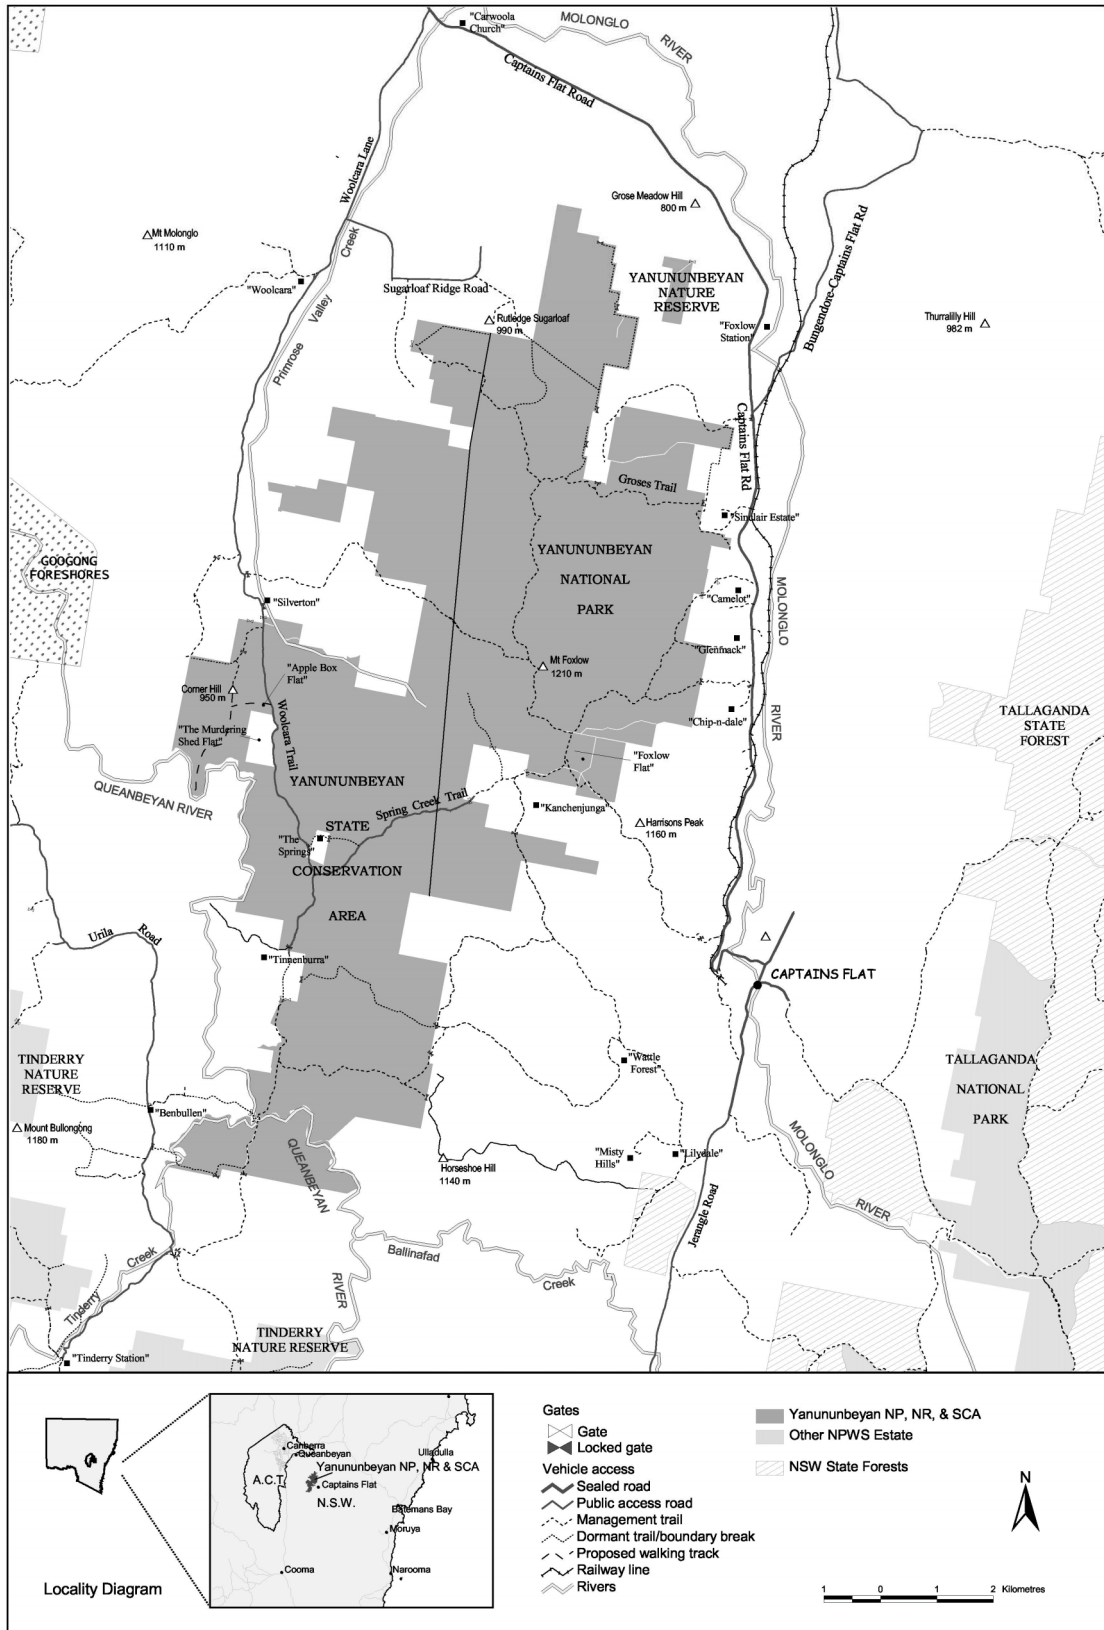 "Carwoola
Church"
MOLONGLO
RIVER
Captains Flat Road
Woolcara Lane
Grose Meadow Hill
800 m
Mt Molonglo
1110 m
Creek
"Woolcara"
Sugarloaf Ridge Road
YANUNUNBEYAN
NATURE
RESERVE
Bungendore-Captains Flat Rd
Valley
Primrose
Rutledge Sugarloaf
990 m
"Foxlow
Station"
Thurralilly Hill
982 m
Captains Flat Rd
MOLONGLO
Groses Trail
"Sinclair Estate"
GOOGONG
FORESHORES
YANUNUNBEYAN
NATIONAL
PARK
"Silverton"
"Camelot"
MOLONGLO
"Glenmack"
"Apple Box
Flat"
Mt Foxlow
1210 m
Corner Hill
950 m
"Chip-n-dale"
RIVER
TALLAGANDA
STATE
FOREST
"The Murdering
Shed Flat"
Woolcara Trail
"Foxlow
Flat"
QUEANBEYAN RIVER
YANUNUNBEYAN
STATE
CONSERVATION
AREA
Spring Creek Trail
"Kanchenjunga"
Harrisons Peak
1160 m
"The
Springs"
Urila Road
"Tinnenburra"
CAPTAINS FLAT
TINDERRY
NATURE
RESERVE
"Wattle
Forest"
TALLAGANDA
NATIONAL
PARK
"Benbullen"
Mount Bullongong
1180 m
QUEANBEYAN
Horseshoe Hill
1140 m
"Misty
Hills"
"Lilydale"
MOLONGLO
RIVER
Jerangle Road
Ballinafad
Creek
Tinderry
Creek
RIVER
TINDERRY
NATURE RESERVE
"Tinderry Station"
Locality Diagram
Canberra
Queanbeyan
Ulladulla
Yanununbeyan NP, NR & SCA
A.C.T.
Captains Flat
N.S.W.
Batemans Bay
Moruya
Cooma
Narooma
Gates
Gate
Locked gate
Vehicle access
Sealed road
Public access road
Management trail
Dormant trail/boundary break
Proposed walking track
Railway line
Rivers
Yanununbeyan NP, NR, & SCA
Other NPWS Estate
NSW State Forests
N
1 0 1 2 Kilometres